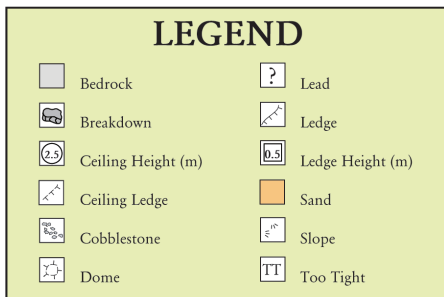 LEGEND
Bedrock
Breakdown
2.5 Ceiling Height (m)
Ceiling Ledge
Cobblestone
Dome
? Lead
Ledge
0.5 Ledge Height (m)
Sand
Slope
TT Too Tight